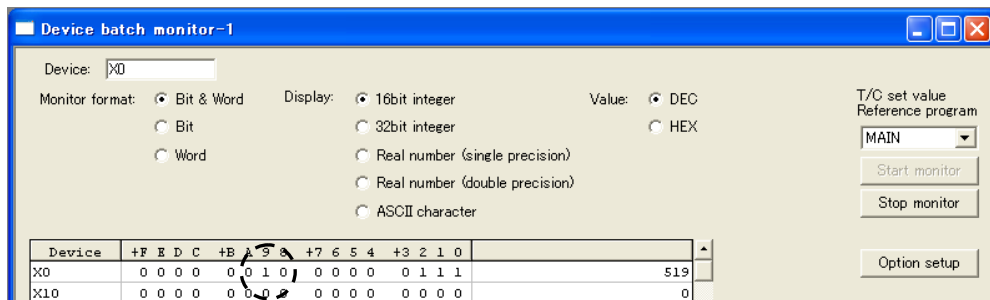 Device batch monitor-1
Device: X0
Monitor format: Bit & Word Display: 16bit integer Value: DEC T/C set value
Reference program
Bit 32bit integer HEX MAIN
Word Real number (single precision)
Start monitor
Real number (double precision)
Stop monitor
ASCII character
Device +F E D C +B A 9 8 +7 6 5 4 +3 2 1 0
Option setup
X0 0 0 0 0 0 0 1 0 0 0 0 0 0 1 1 1 519
X10 0 0 0 0 0 0 0 0 0 0 0 0 0 0 0 0 0